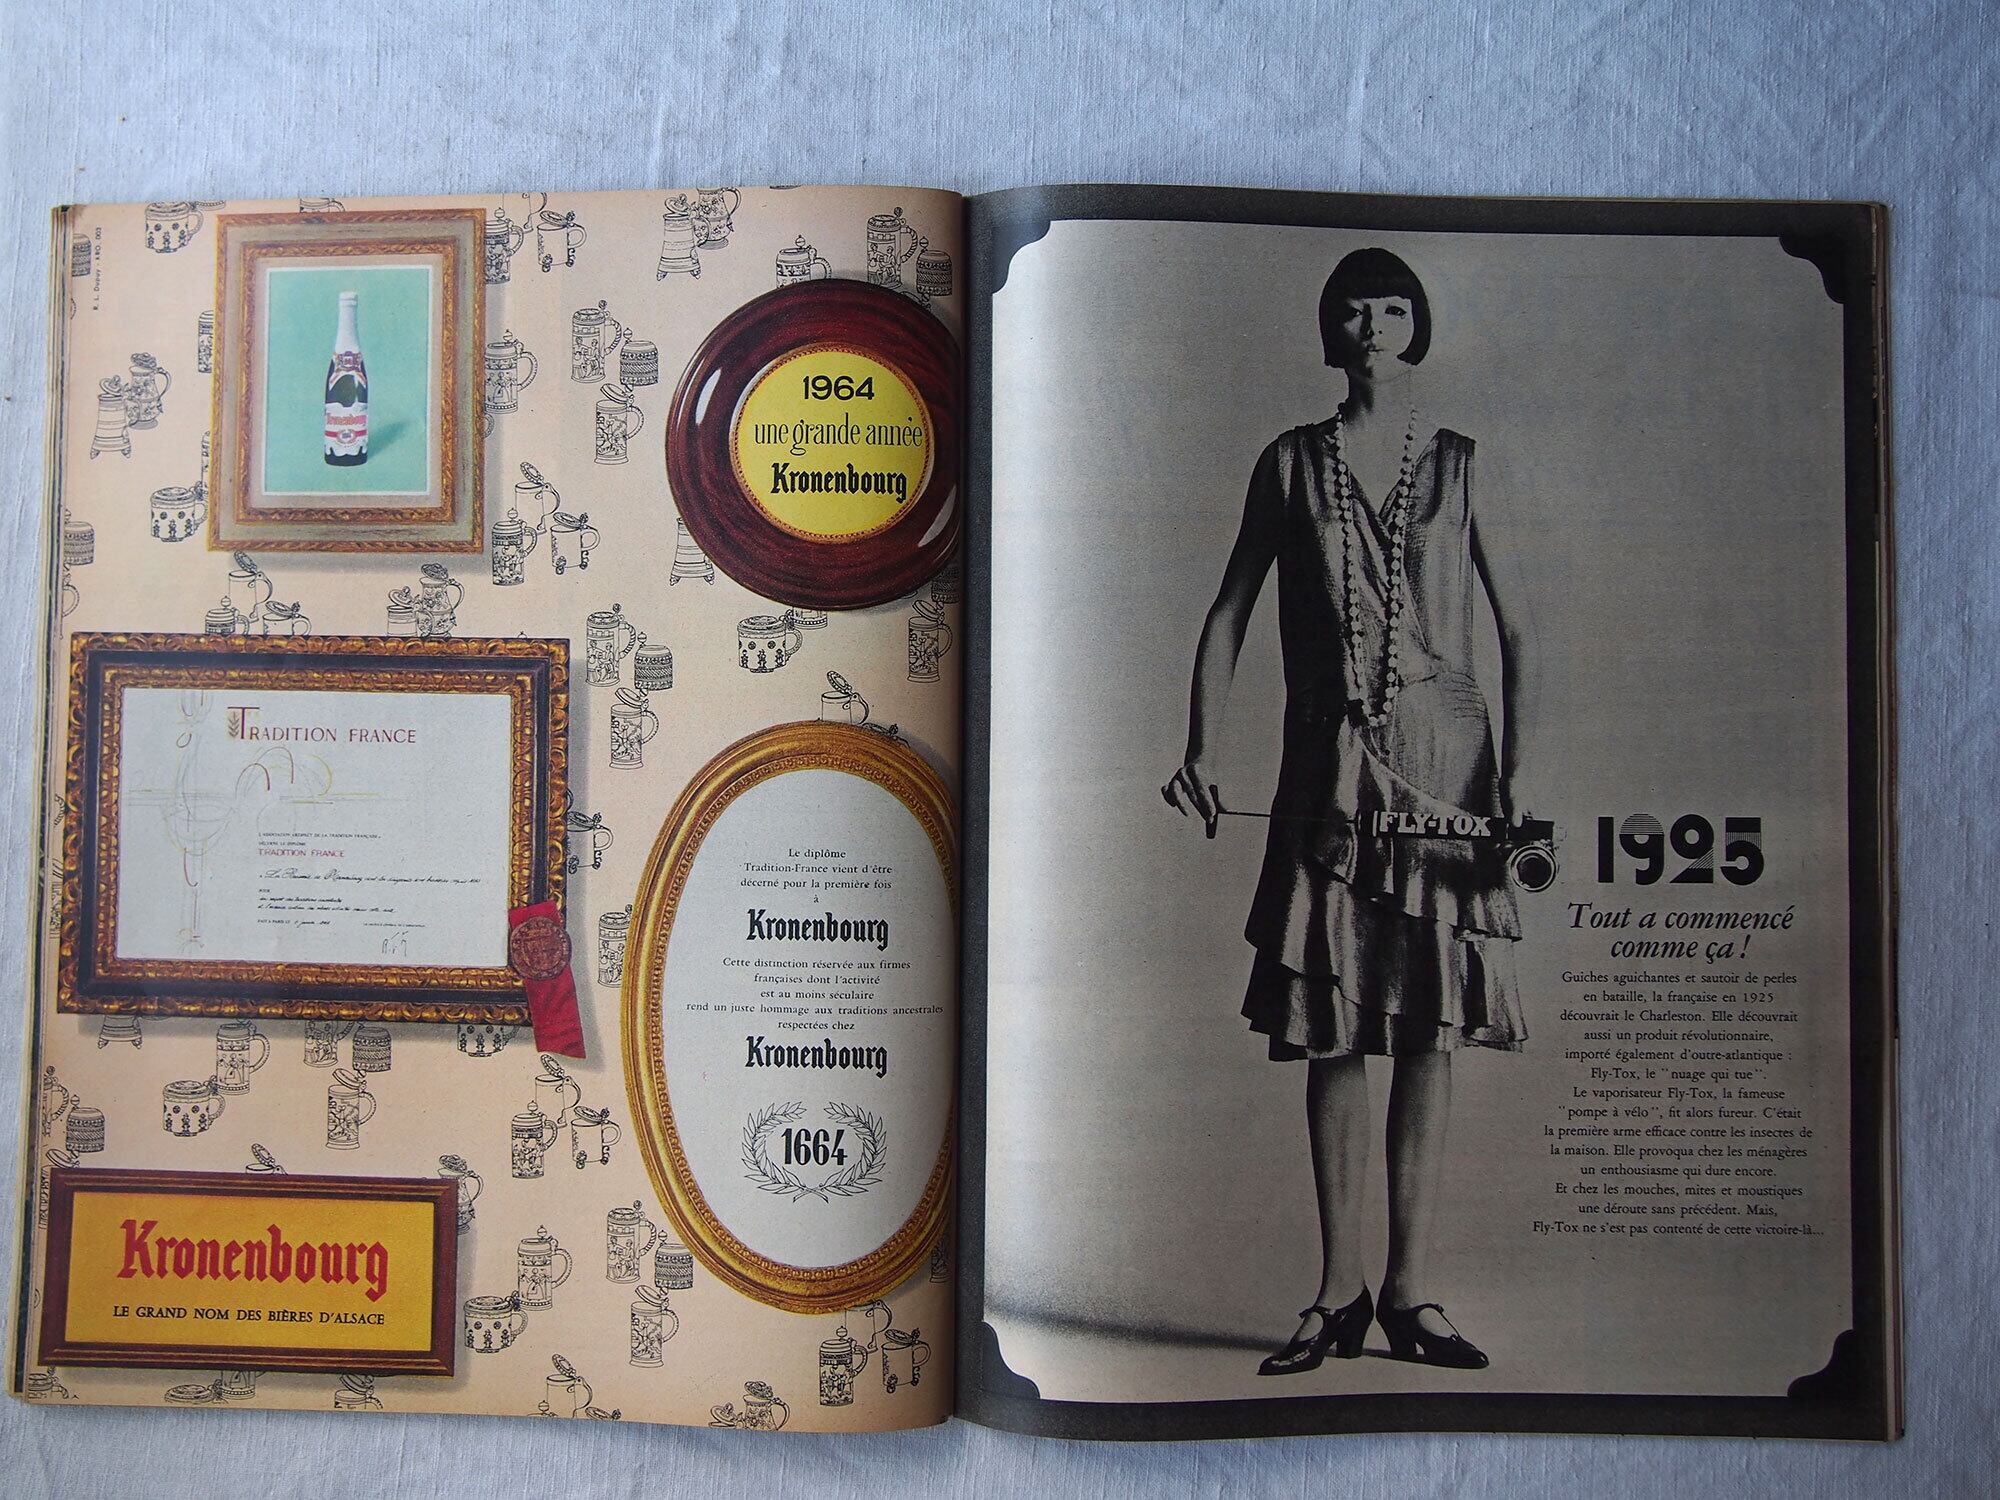 R. L. Dupuy KBO 003
1964
une grande année
Kronenbourg
TRADITION FRANCE
TRADITION FRANCE
Le diplôme
Tradition-France vient d'être
décerné pour la première fois
à
Kronenbourg
Cette distinction réservée aux firmes
françaises dont l'activité
est au moins séculaire
rend un juste hommage aux traditions ancestrales
respectées chez
Kronenbourg
1664
Kronenbourg
LE GRAND NOM DES BIÈRES D'ALSACE
FLY-TOX
1925
Tout a commencé
comme ça !
Guiches aguichantes et sautoir de perles
en bataille, la française en 1925
découvrait le Charleston. Elle découvrait
aussi un produit révolutionnaire,
importé également d'outre-atlantique :
Fly-Tox, le "nuage qui tue".
Le vaporisateur Fly-Tox, la fameuse
"pompe à vélo", fit alors fureur. C'était
la première arme efficace contre les insectes de
la maison. Elle provoqua chez les ménagères
un enthousiasme qui dure encore.
Et chez les mouches, mites et moustiques
une déroute sans précédent. Mais,
Fly-Tox ne s'est pas contenté de cette victoire-là...